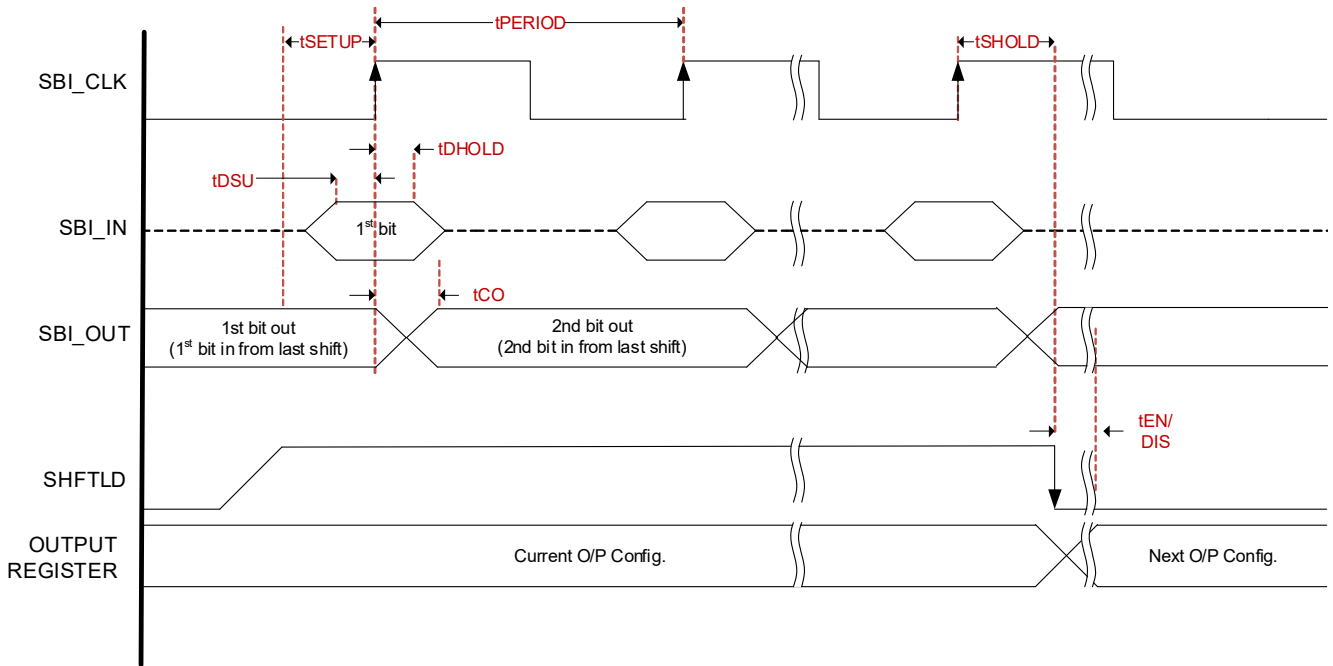 tPERIOD
tSETUP
tSHOLD
SBI_CLK
tDHOLD
tDSU
SBI_IN
1st bit
tCO
SBI_OUT
1st bit out
(1st bit in from last shift)
2nd bit out
(2nd bit in from last shift)
tEN/
DIS
SHFTLD
OUTPUT
REGISTER
Current O/P Config.
Next O/P Config.